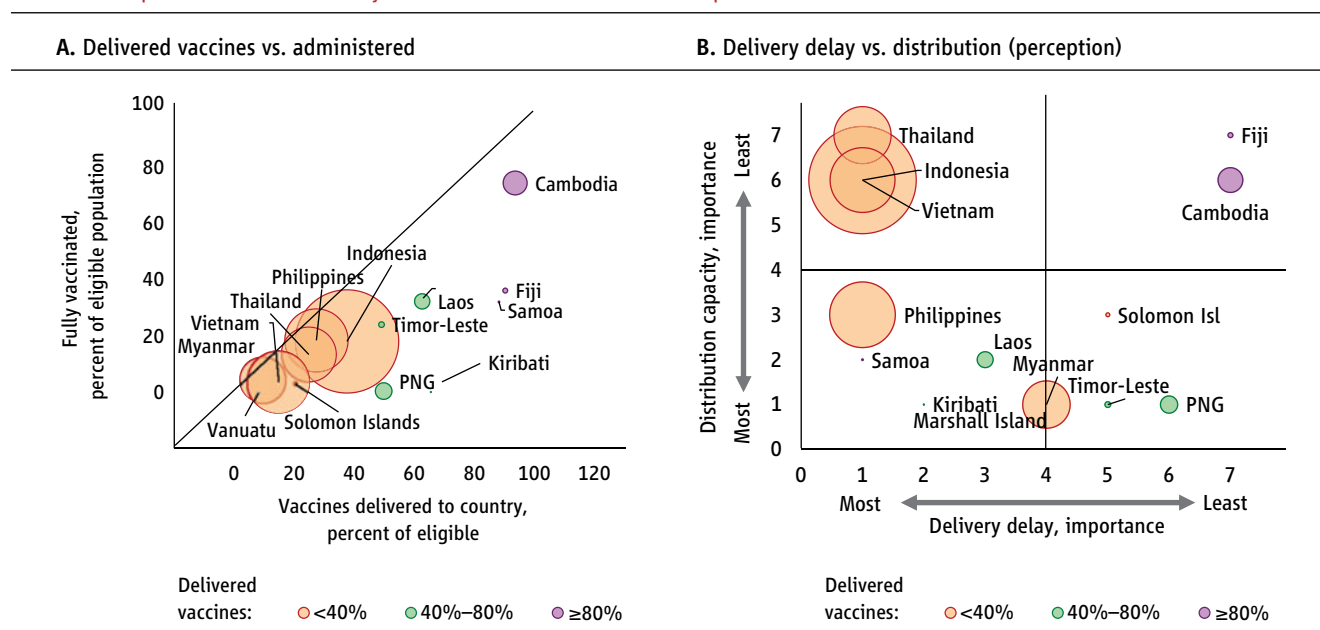 A. Delivered vaccines vs. administered
Fully vaccinated,
percent of eligible population
100
80
60
40
20
0
Cambodia
Indonesia
Philippines
Thailand
Vietnam
Myanmar
Laos
Fiji
Samoa
Timor-Leste
Kiribati
PNG
Solomon Islands
Vanuatu
0 20 40 60 80 100 120
Vaccines delivered to country,
percent of eligible
Delivered
vaccines: <40% 40%–80% ≥80%
B. Delivery delay vs. distribution (perception)
Distribution capacity, importance
Least
Most
7
6
5
4
3
2
1
0
Thailand
Indonesia
Vietnam
Fiji
Cambodia
Philippines
Solomon Isl
Samoa
Laos
Myanmar
Timor-Leste
Kiribati
Marshall Island
PNG
0 1 2 3 4 5 6 7
Most Least
Delivery delay, importance
Delivered
vaccines: <40% 40%–80% ≥80%